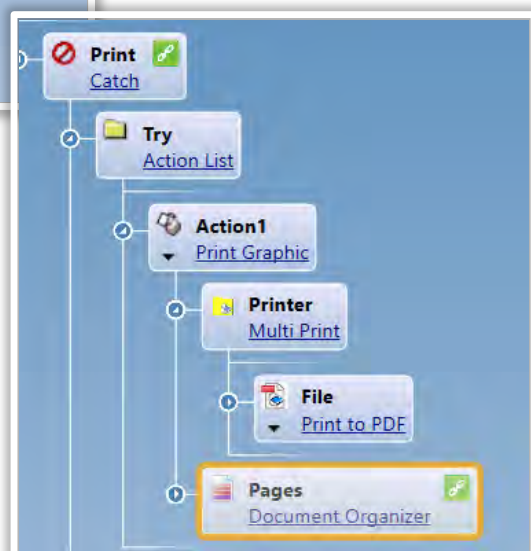 Print
Catch
Try
Action List
Action1
Print Graphic
Printer
Multi Print
File
Print to PDF
Pages
Document Organizer